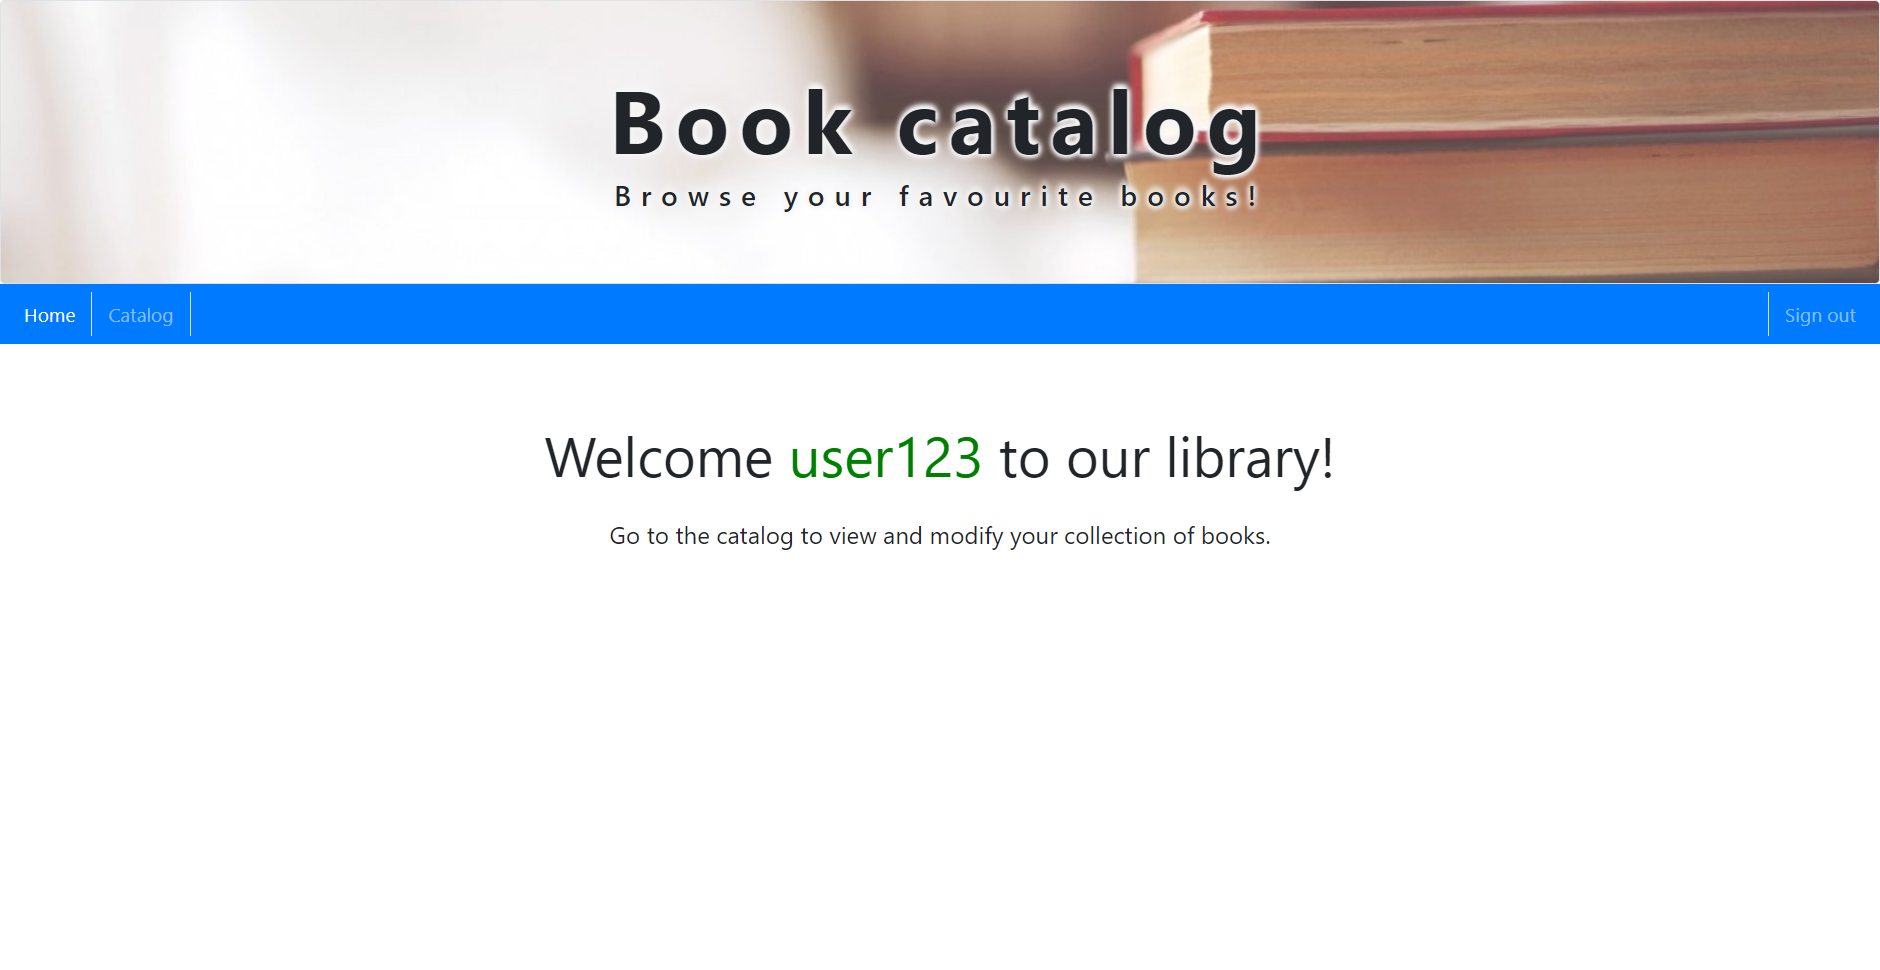 Book catalog
Browse your favourite books!
Home Catalog Sign out
Welcome user123 to our library!
Go to the catalog to view and modify your collection of books.